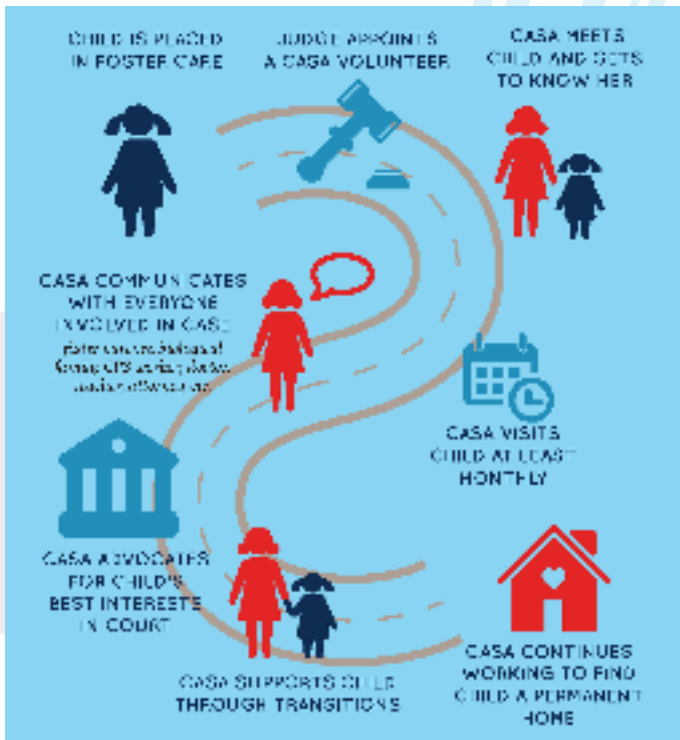 CHILD IS PLACED
IN FOSTER CARE
JUDGE APPOINTS
A CASA VOLUNTEER
CASA MEETS
CHILD AND GETS
TO KNOW HER
CASA COMMUNICATES
WITH EVERYONE
INVOLVED IN CASE
CASA VISITS
CHILD AT LEAST
MONTHLY
CASA ADVOCATES
FOR CHILD'S
BEST INTERESTS
IN COURT
CASA SUPPORTS CHILD
THROUGH TRANSITIONS
CASA CONTINUES
WORKING TO FIND
CHILD A PERMANENT
HOME